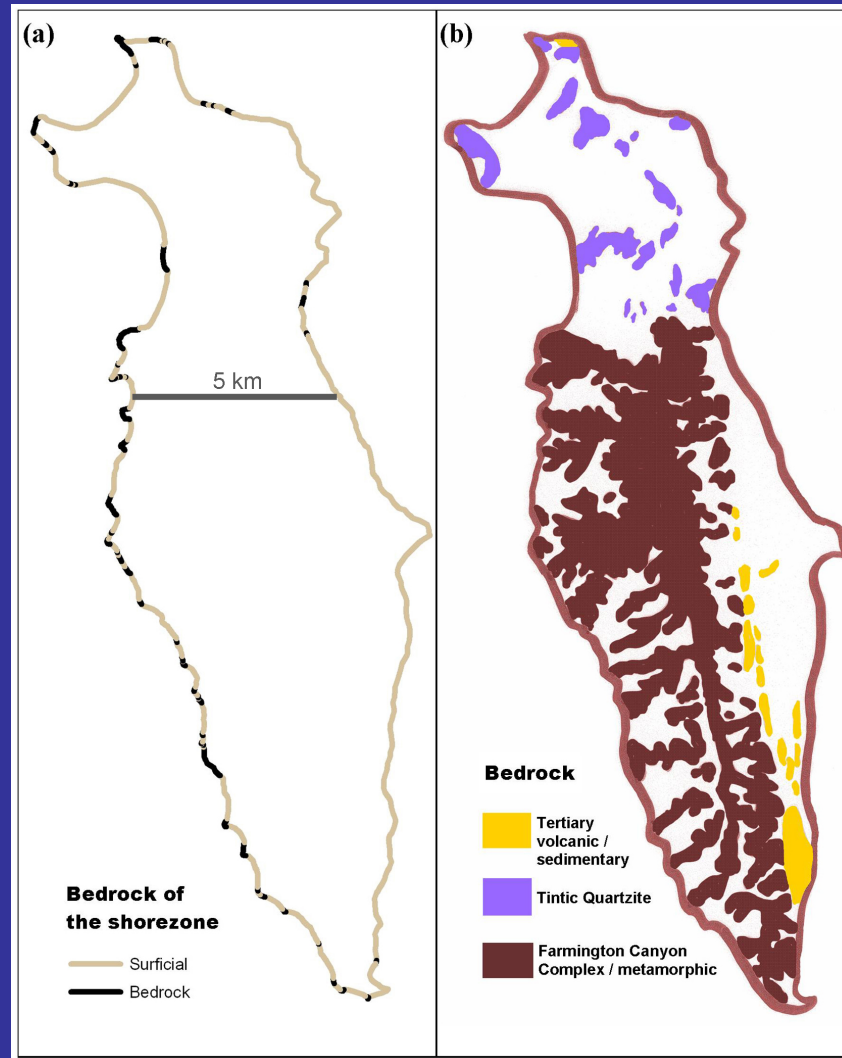 (a)
5 km
Bedrock of
the shorezone
Surficial
Bedrock
(b)
Bedrock
Tertiary
volcanic /
sedimentary
Tintic Quartzite
Farmington Canyon
Complex / metamorphic